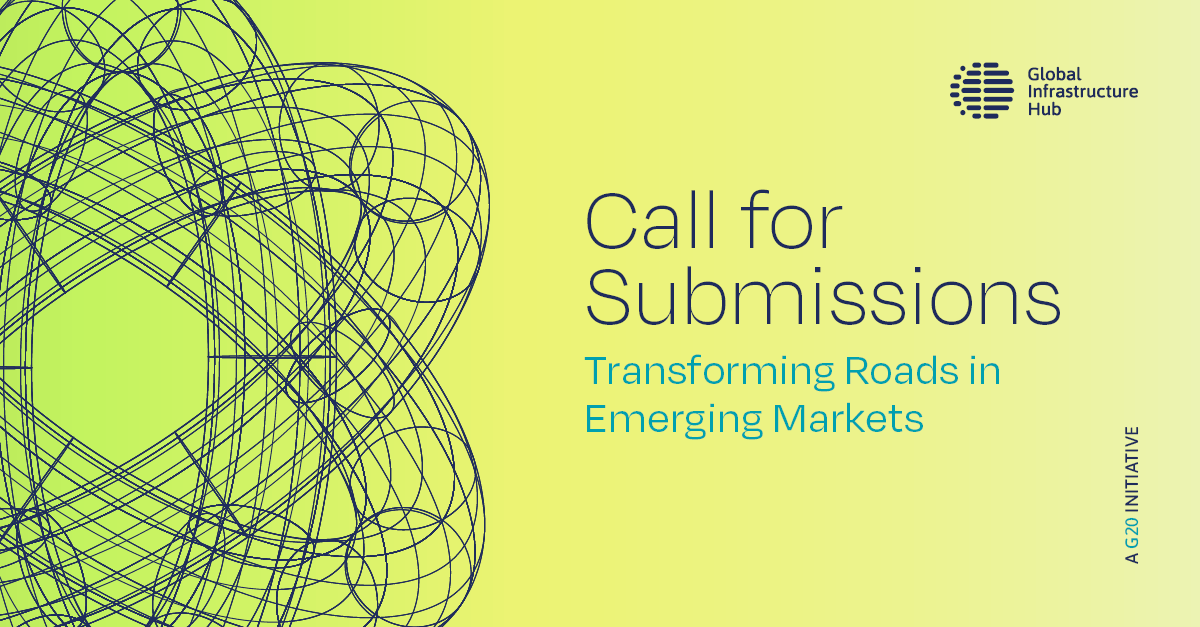 Global
Infrastructure
Hub
Call for
Submissions
Transforming Roads in
Emerging Markets
A G20 INITIATIVE